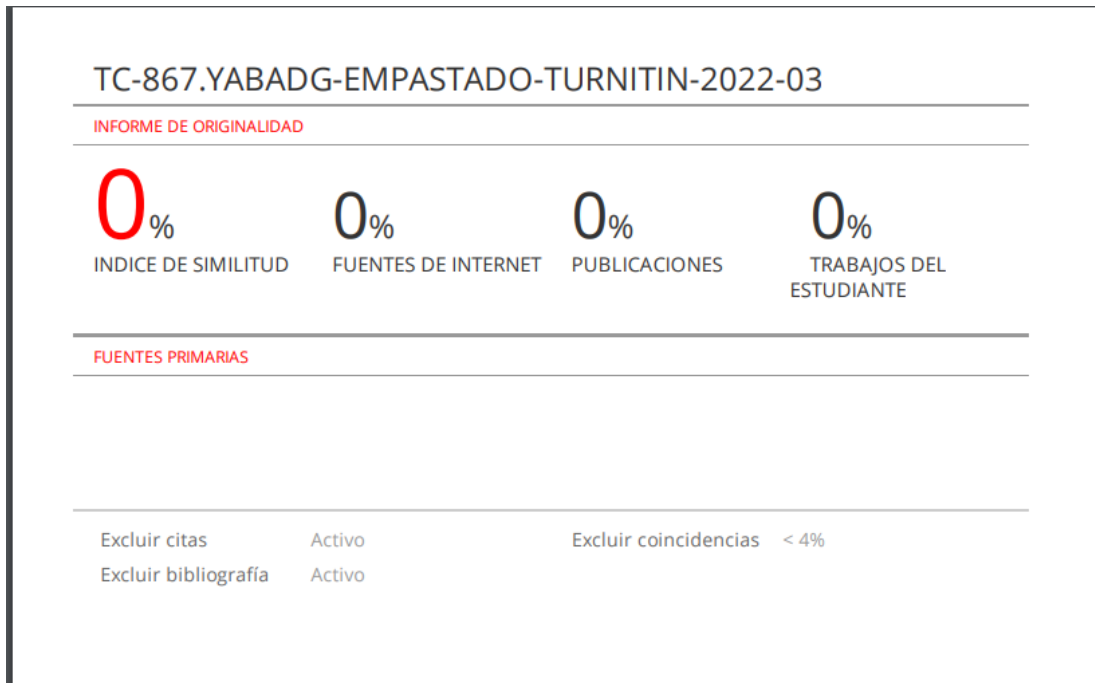 TC-867.YABADG-EMPASTADO-TURNITIN-2022-03
INFORME DE ORIGINALIDAD
0% 0% 0% 0%
INDICE DE SIMILITUD FUENTES DE INTERNET PUBLICACIONES TRABAJOS DEL
ESTUDIANTE
FUENTES PRIMARIAS
Excluir citas Activo Excluir coincidencias < 4%
Excluir bibliografía Activo